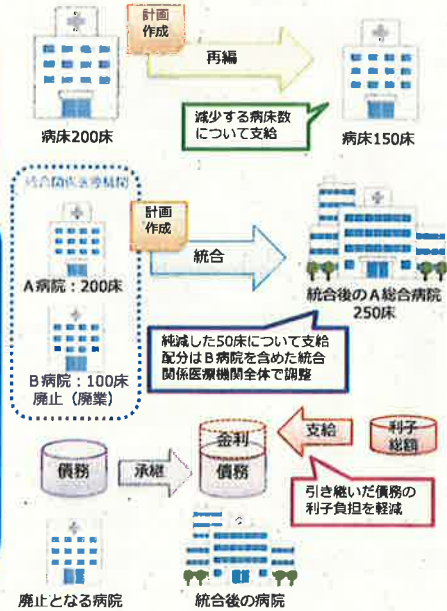 計画
作成
再編
減少する病床数
について支給
病床200床
病床150床
統合関係医療機関
計画
作成
統合
A病院:200床
統合後のA総合病院
250床
純減した50床について支給
配分はB病院を含めた統合
関係医療機関全体で調整
B病院:100床
廃止(廃業)
債務
承継
金利
債務
支給
利子
総額
引き継いだ債務の
利子負担を軽減
廃止となる病院
統合後の病院